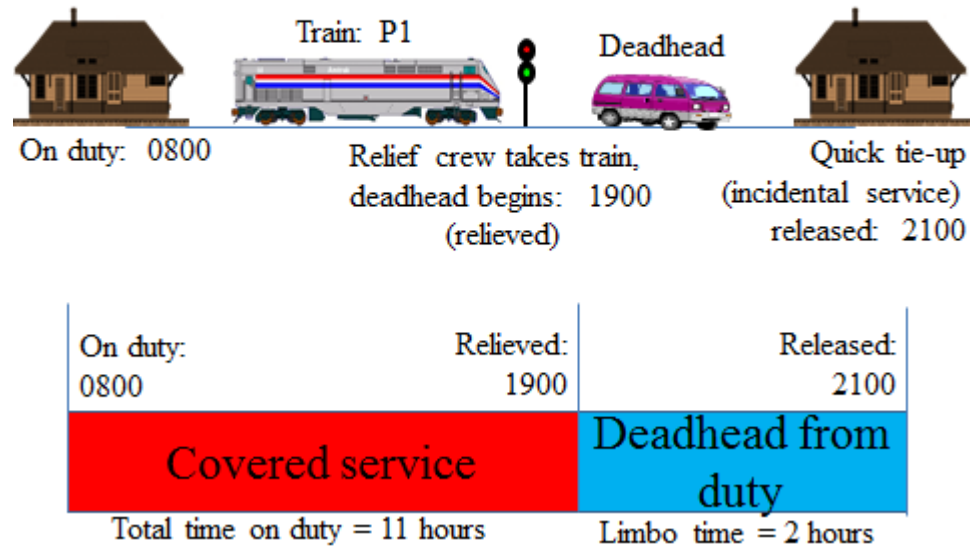 Train: P1
Deadhead
On duty: 0800
Relief crew takes train,
deadhead begins: 1900
(relieved)
Quick tie-up
(incidental service)
released: 2100
On duty:
0800
Relieved:
1900
Released:
2100
Covered service
Deadhead from
duty
Total time on duty = 11 hours
Limbo time = 2 hours